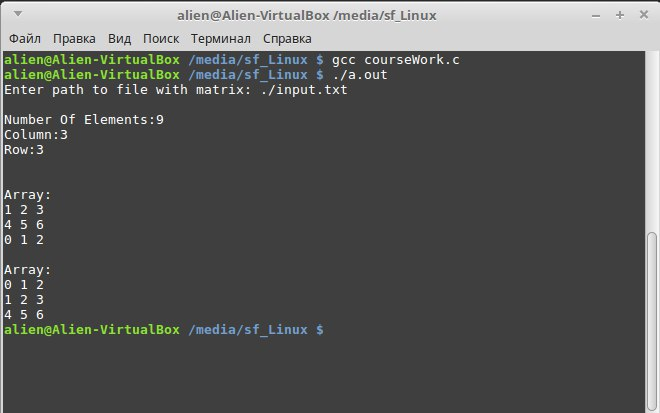 alien@Alien-VirtualBox /media/sf_Linux
Файл Правка Вид Поиск Терминал Справка
alien@Alien-VirtualBox /media/sf_Linux $ gcc courseWork.c
alien@Alien-VirtualBox /media/sf_Linux $ ./a.out
Enter path to file with matrix: ./input.txt
Number Of Elements:9
Column:3
Row:3
Array:
1 2 3
4 5 6
0 1 2
Array:
0 1 2
1 2 3
4 5 6
alien@Alien-VirtualBox /media/sf_Linux $